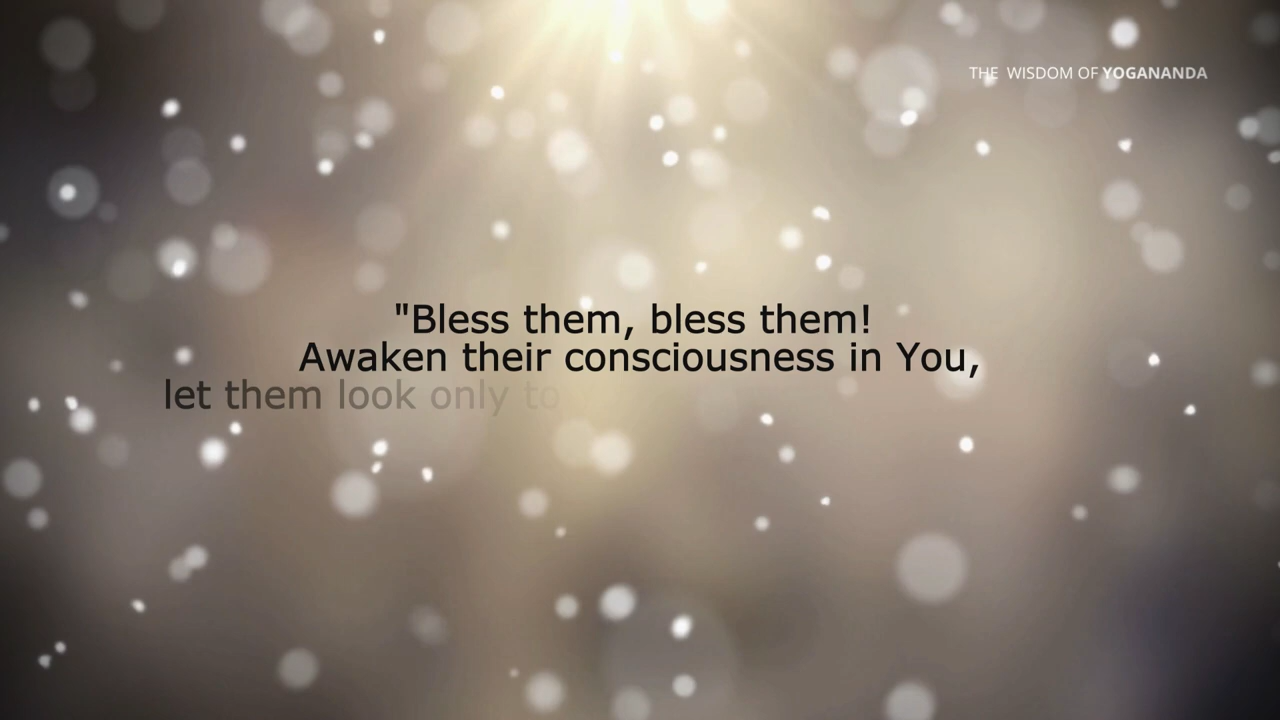 THE WISDOM OF YOGANANDA
"Bless them, bless them!
Awaken their consciousness in You,
let them look only to